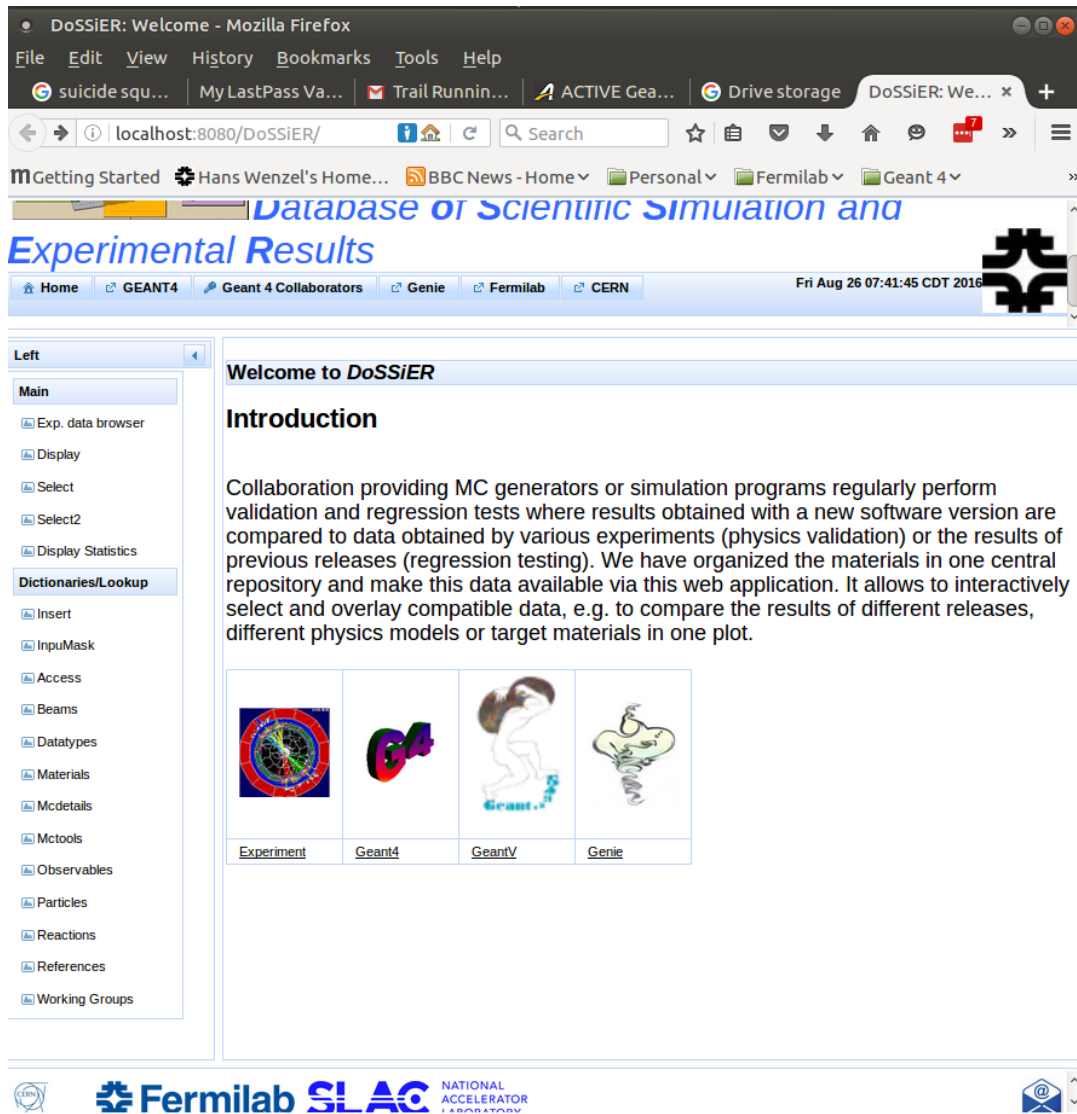 DoSSiER: Welcome - Mozilla Firefox
File Edit View History Bookmarks Tools Help
suicide squ... My LastPass Va... Trail Runnin... ACTIVE Gea... Drive storage DoSSiER: We... × +
localhost:8080/DoSSiER/ Search 7 »
Getting Started Hans Wenzel's Home... BBC News - Home Personal Fermilab Geant 4 »
Database of Scientific SImulation and
Experimental Results
Home GEANT4 Geant 4 Collaborators Genie Fermilab CERN Fri Aug 26 07:41:45 CDT 2016
Left
Main
Exp. data browser
Display
Select
Select2
Display Statistics
Dictionaries/Lookup
Insert
InpuMask
Access
Beams
Datatypes
Materials
Mcdetails
Mctools
Observables
Particles
Reactions
References
Working Groups
Welcome to DoSSiER
Introduction
Collaboration providing MC generators or simulation programs regularly perform
validation and regression tests where results obtained with a new software version are
compared to data obtained by various experiments (physics validation) or the results of
previous releases (regression testing). We have organized the materials in one central
repository and make this data available via this web application. It allows to interactively
select and overlay compatible data, e.g. to compare the results of different releases,
different physics models or target materials in one plot.
G4
Experiment Geant4 GeantV Genie
CERN
Fermilab SLAC NATIONAL
ACCELERATOR
LABORATORY